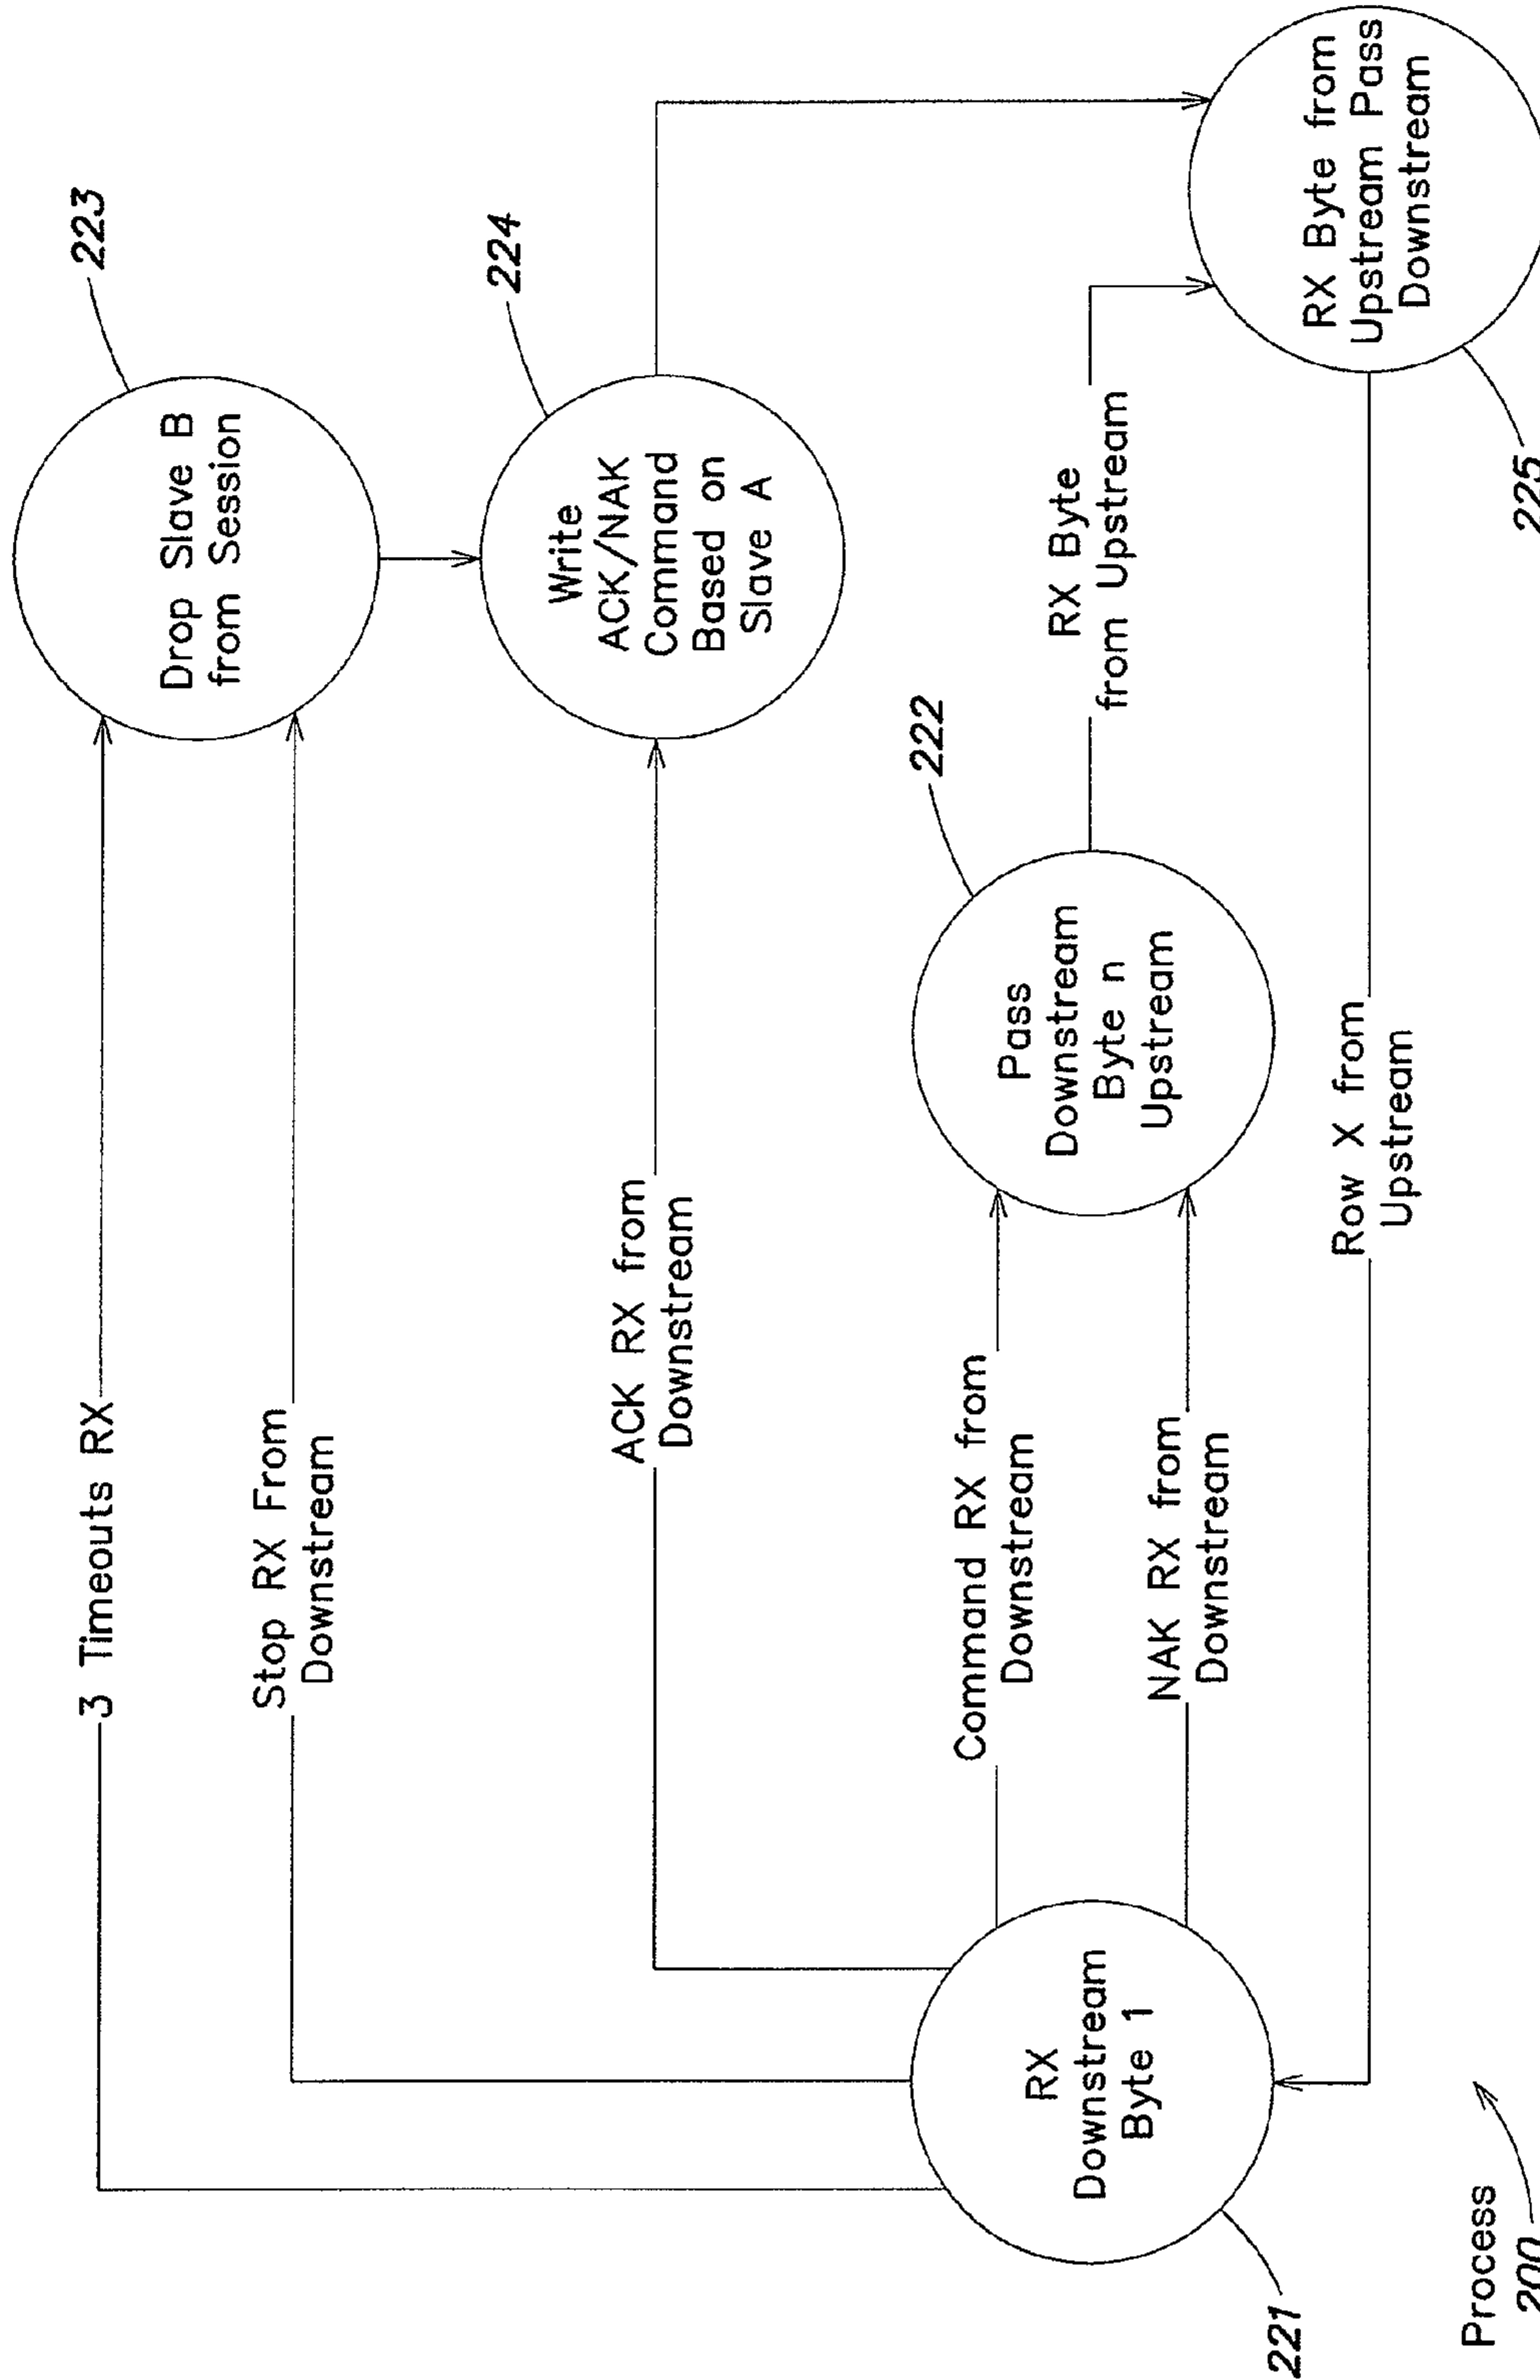 3 Timeouts RX
Stop RX From
Downstream
Drop Slave B
from Session
223
ACK RX from
Downstream
Write
ACK/NAK
Command
Based on
Slave A
224
Command RX from
Downstream
NAK RX from
Downstream
RX
Downstream
Byte 1
221
Pass
Downstream
Byte n
Upstream
222
RX Byte
from Upstream
Row X from
Upstream
RX Byte from
Upstream Pass
Downstream
225
Process
200